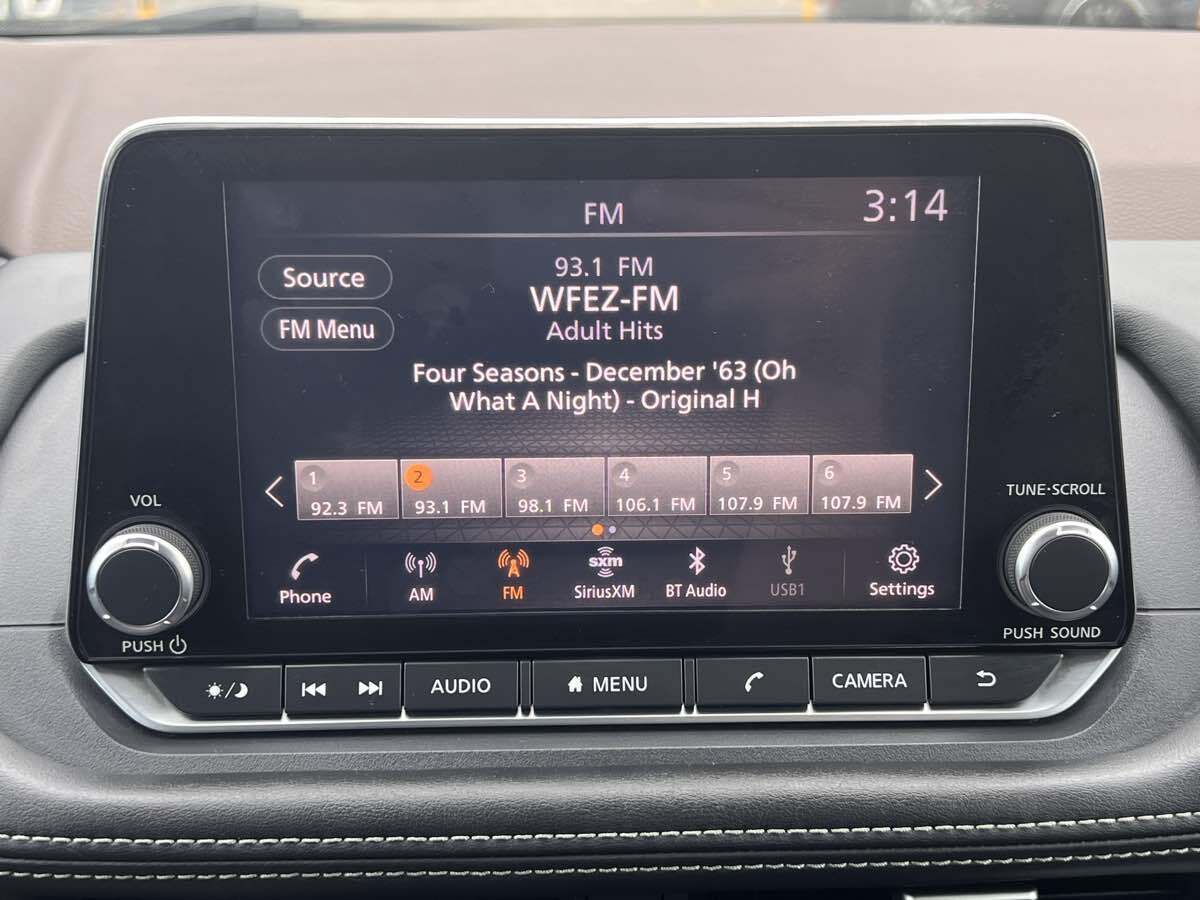 FM
3:14
Source
FM Menu
93.1 FM
WFEZ-FM
Adult Hits
Four Seasons - December '63 (Oh
What A Night) - Original H
1
92.3 FM
2
93.1 FM
3
98.1 FM
4
106.1 FM
5
107.9 FM
6
107.9 FM
Phone
AM
FM
sxm
SiriusXM
BT Audio
USB1
Settings
VOL
PUSH
TUNE·SCROLL
PUSH SOUND
AUDIO
MENU
CAMERA